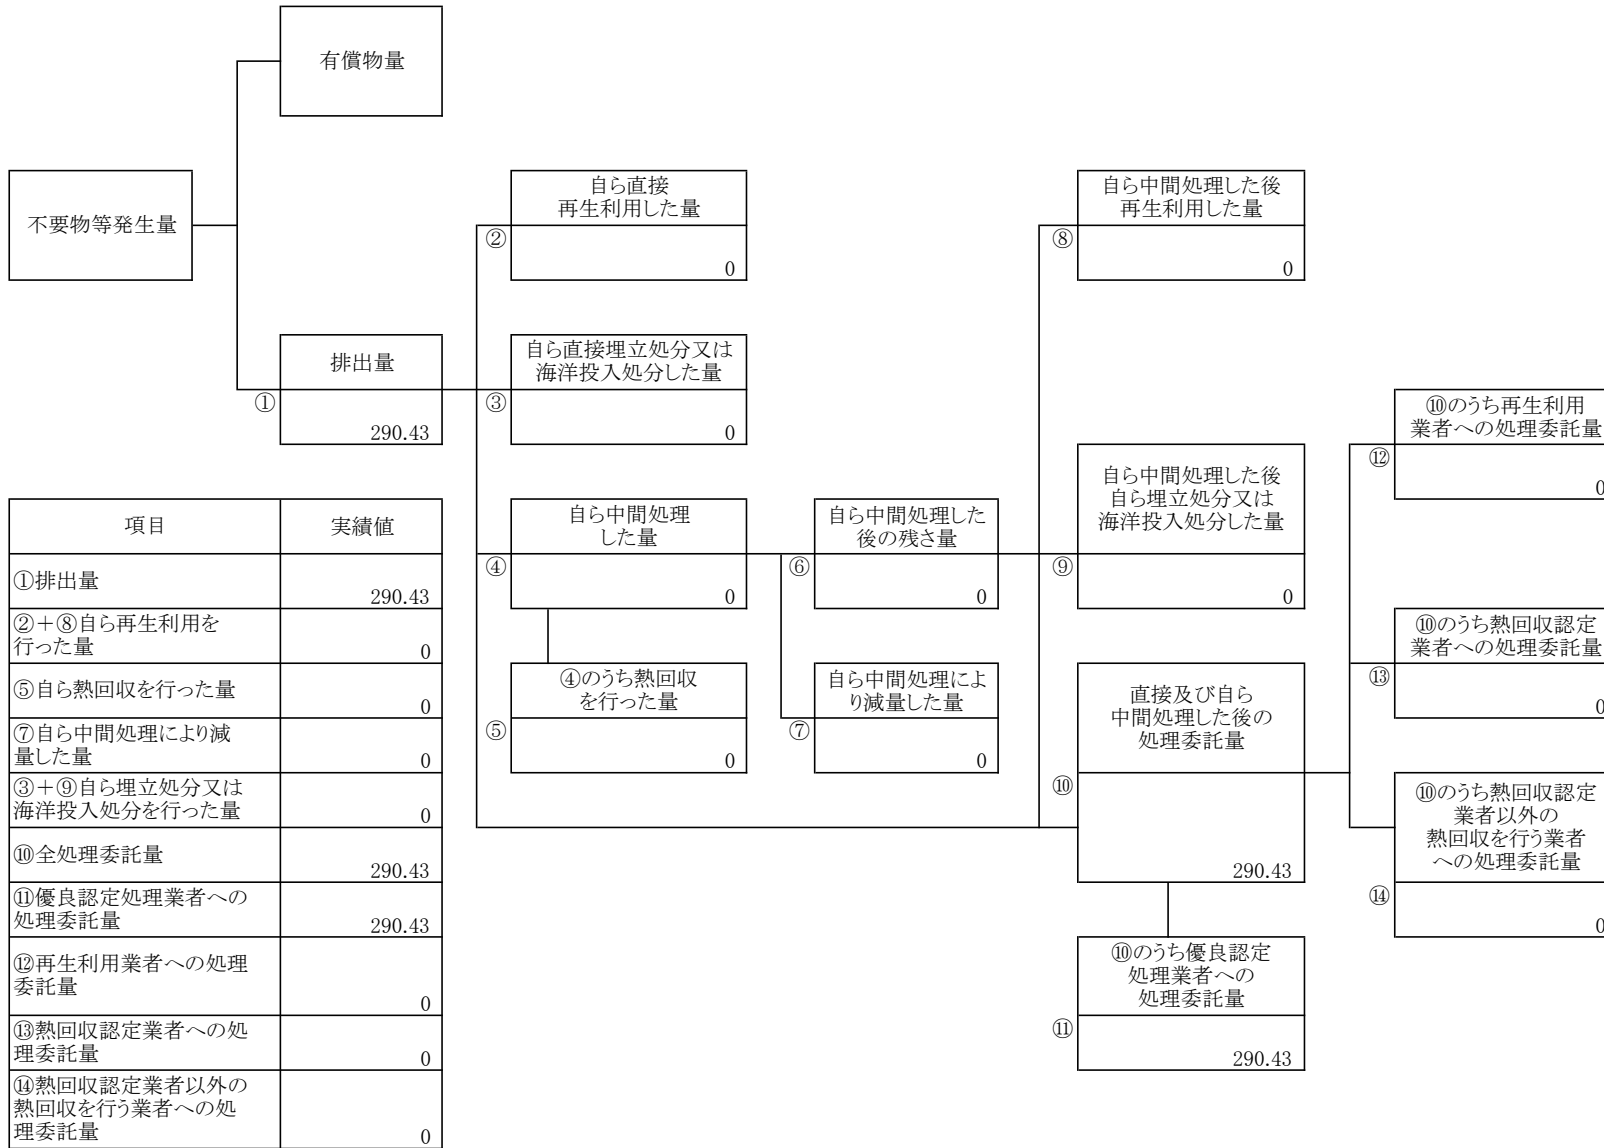 有償物量
不要物等発生量
自ら直接
再生利用した量
②
0
自ら中間処理した後
再生利用した量
⑧
0
排出量
①
290.43
自ら直接埋立処分又は
海洋投入処分した量
③
0
⑩のうち再生利用
業者への処理委託量
⑫
0
自ら中間処理した後
自ら埋立処分又は
海洋投入処分した量
⑨
0
自ら中間処理
した量
④
0
自ら中間処理した
後の残さ量
⑥
0
④のうち熱回収
を行った量
⑤
0
自ら中間処理によ
り減量した量
⑦
0
直接及び自ら
中間処理した後の
処理委託量
⑩
290.43
⑩のうち熱回収認定
業者への処理委託量
⑬
0
⑩のうち熱回収認定
業者以外の
熱回収を行う業者
への処理委託量
⑭
0
⑩のうち優良認定
処理業者への
処理委託量
⑪
290.43
項目 実績値
①排出量
290.43
②＋⑧自ら再生利用を
行った量
0
⑤自ら熱回収を行った量
0
⑦自ら中間処理により減
量した量
0
③＋⑨自ら埋立処分又は
海洋投入処分を行った量
0
⑩全処理委託量
290.43
⑪優良認定処理業者への
処理委託量
290.43
⑫再生利用業者への処理
委託量
0
⑬熱回収認定業者への処
理委託量
0
⑭熱回収認定業者以外の
熱回収を行う業者への処
理委託量
0